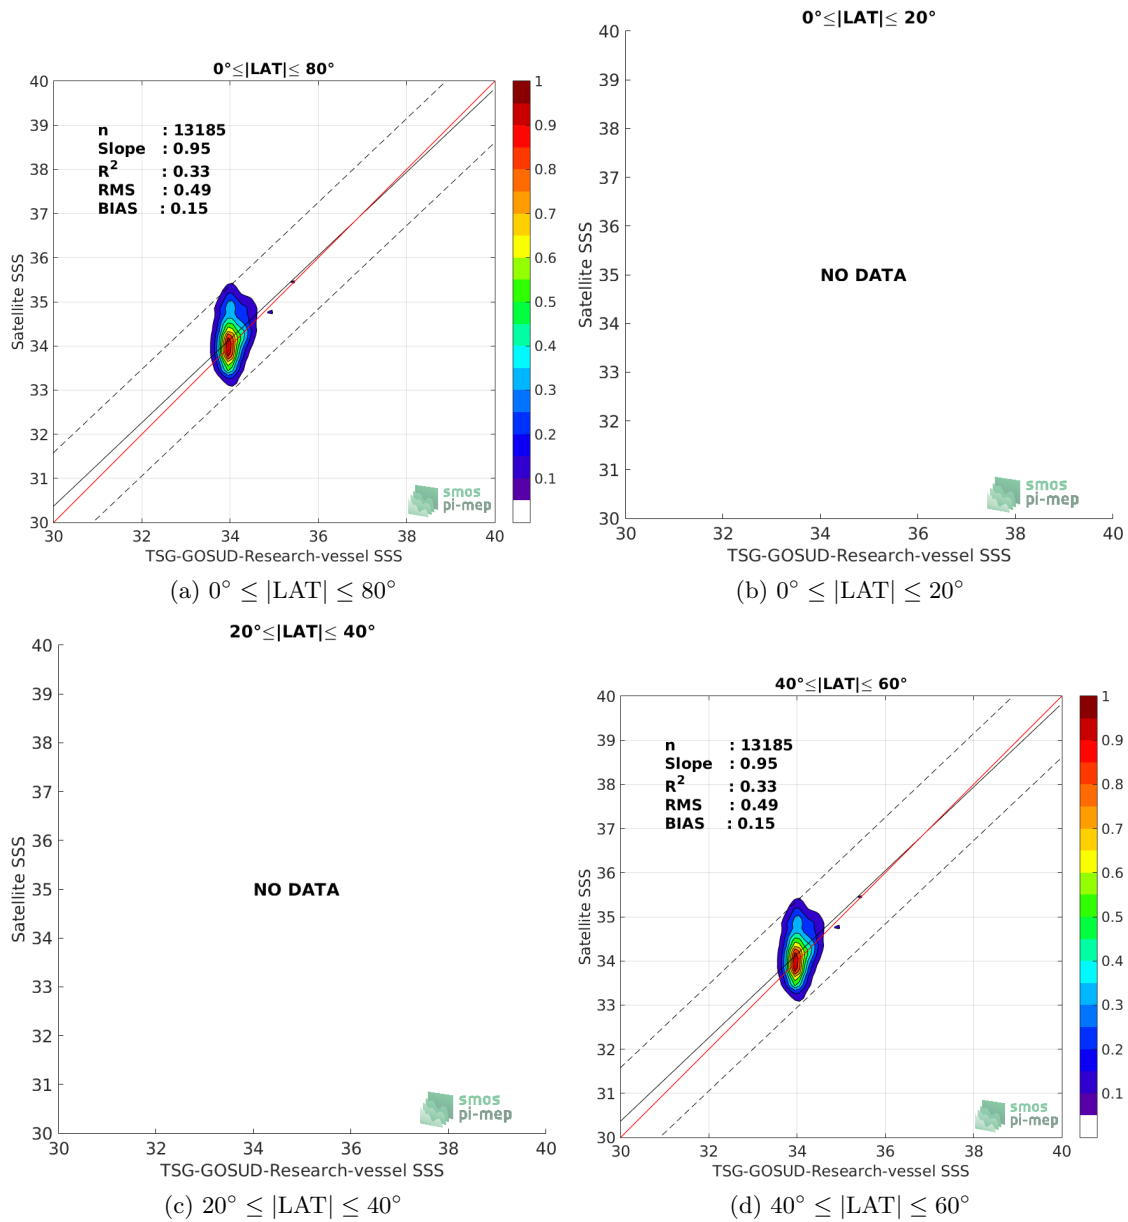 0°≤|LAT|≤ 80°
40
39
38
37
36
35
34
33
32
31
30
n : 13185
Slope : 0.95
R² : 0.33
RMS : 0.49
BIAS : 0.15
1
0.9
0.8
0.7
0.6
0.5
0.4
0.3
0.2
0.1
Satellite SSS
smos
pi-mep
30 32 34 36 38 40
TSG-GOSUD-Research-vessel SSS
(a) 0° ≤ |LAT| ≤ 80°
0°≤|LAT|≤ 20°
40
39
38
37
36
35
34
33
32
31
30
Satellite SSS
NO DATA
smos
pi-mep
30 32 34 36 38 40
TSG-GOSUD-Research-vessel SSS
(b) 0° ≤ |LAT| ≤ 20°
20°≤|LAT|≤ 40°
40
39
38
37
36
35
34
33
32
31
30
Satellite SSS
NO DATA
smos
pi-mep
30 32 34 36 38 40
TSG-GOSUD-Research-vessel SSS
(c) 20° ≤ |LAT| ≤ 40°
40°≤|LAT|≤ 60°
40
39
38
37
36
35
34
33
32
31
30
n : 13185
Slope : 0.95
R² : 0.33
RMS : 0.49
BIAS : 0.15
1
0.9
0.8
0.7
0.6
0.5
0.4
0.3
0.2
0.1
Satellite SSS
smos
pi-mep
30 32 34 36 38 40
TSG-GOSUD-Research-vessel SSS
(d) 40° ≤ |LAT| ≤ 60°